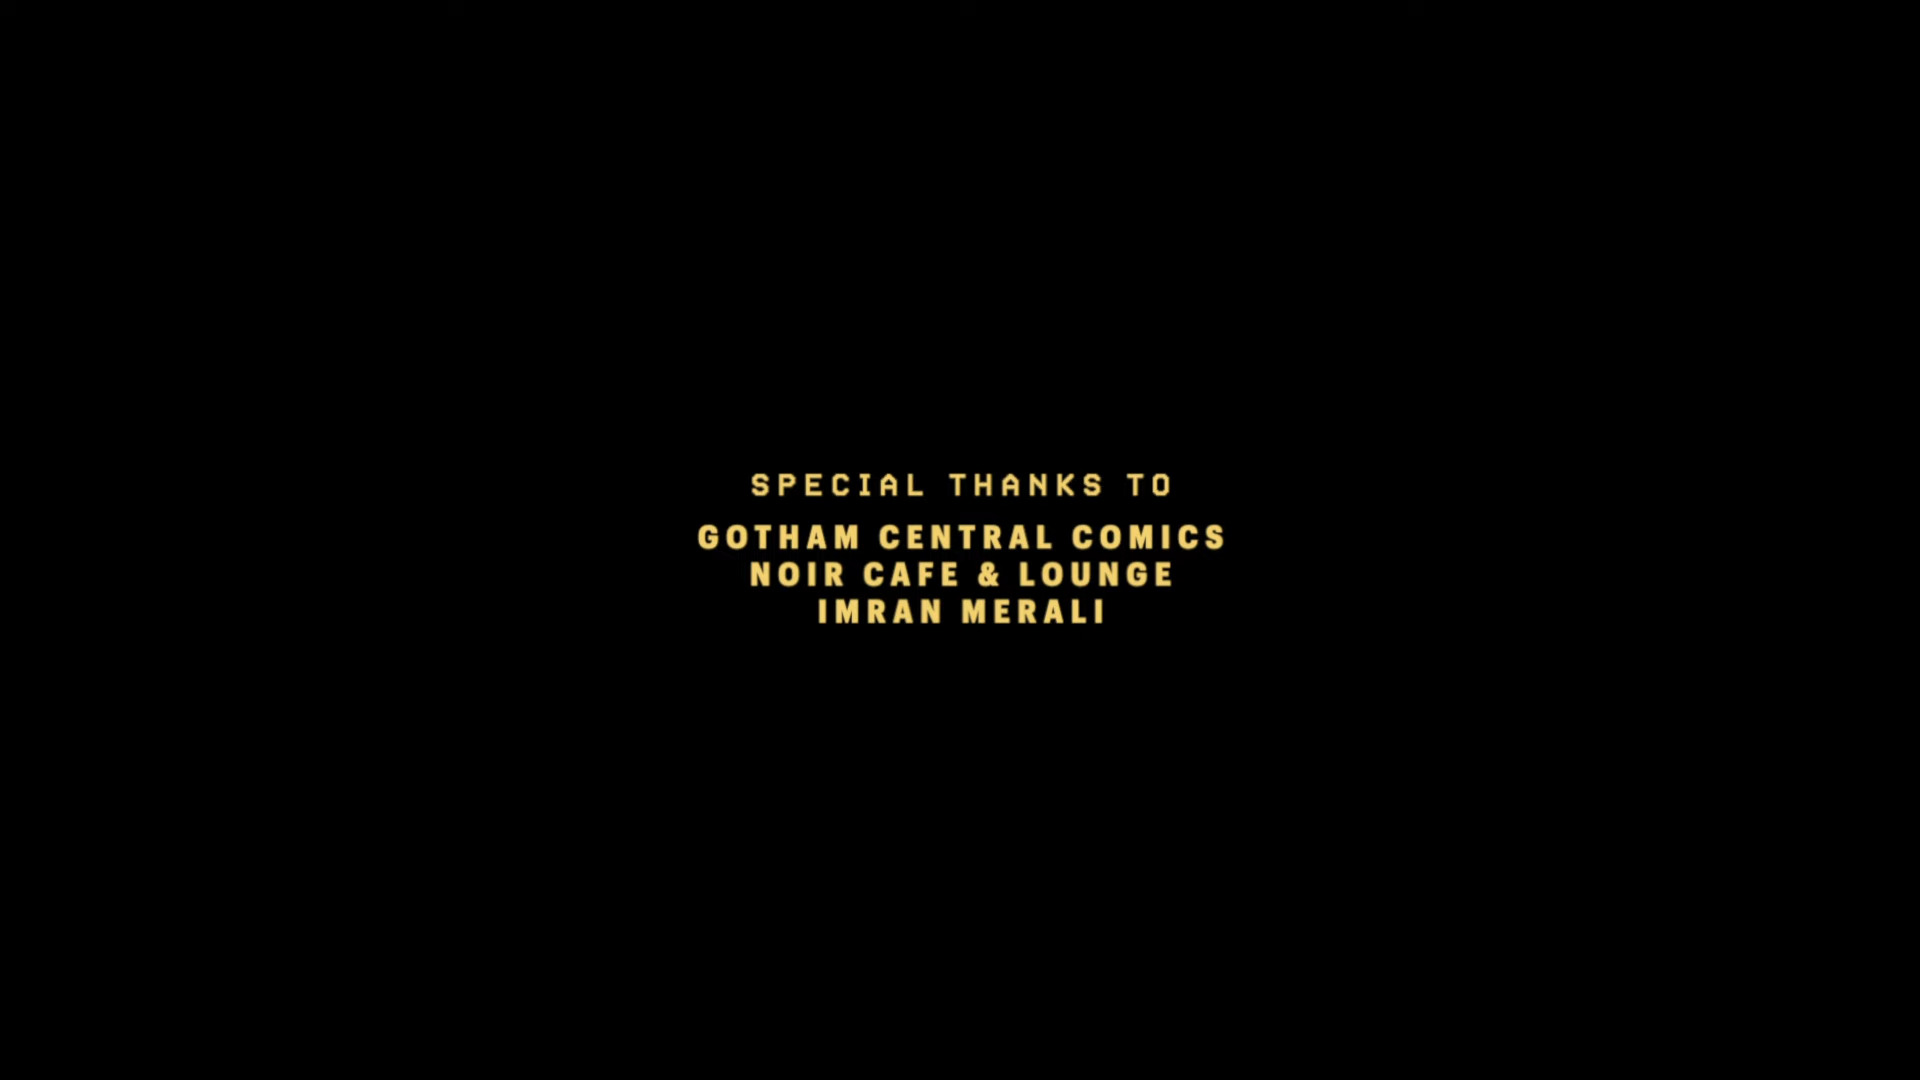 SPECIAL THANKS TO
GOTHAM CENTRAL COMICS
NOIR CAFE & LOUNGE
IMRAN MERALI